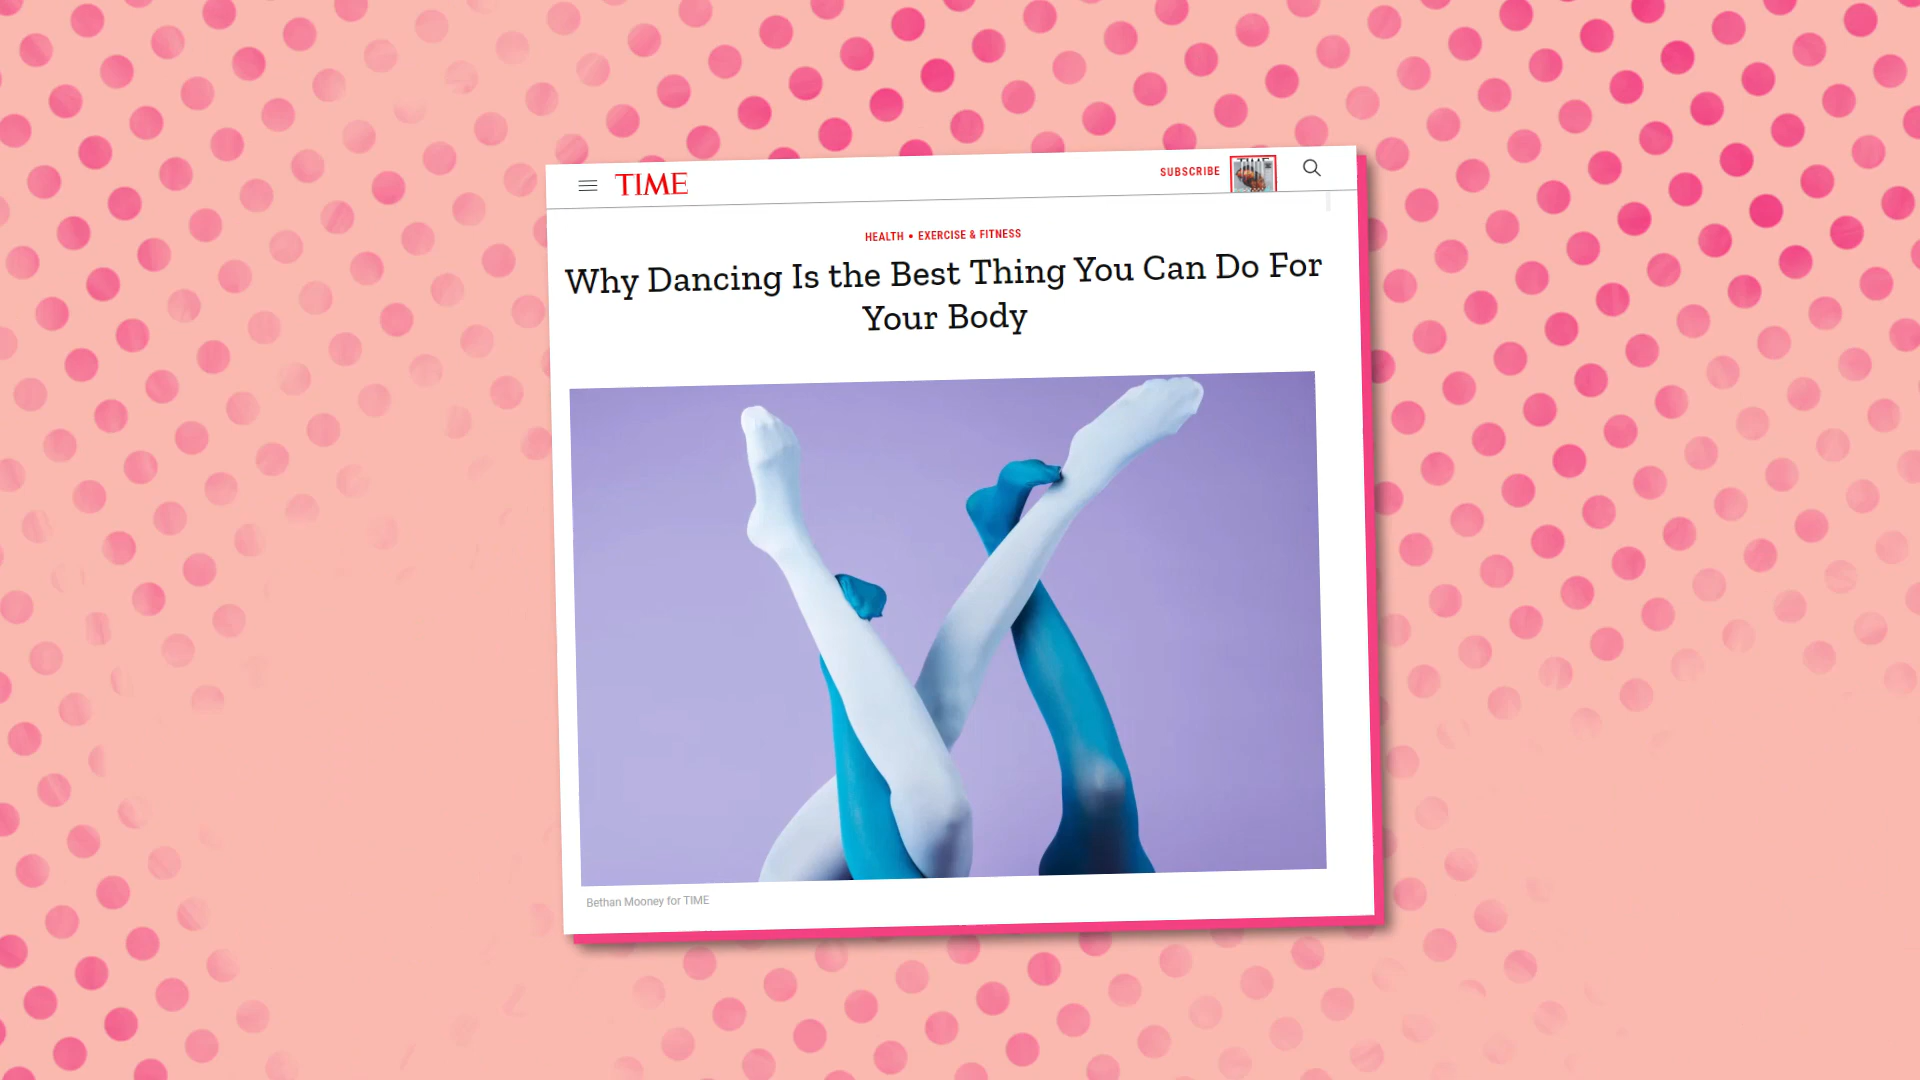 TIME
SUBSCRIBE
HEALTH • EXERCISE & FITNESS
Why Dancing Is the Best Thing You Can Do For
Your Body
Bethan Mooney for TIME